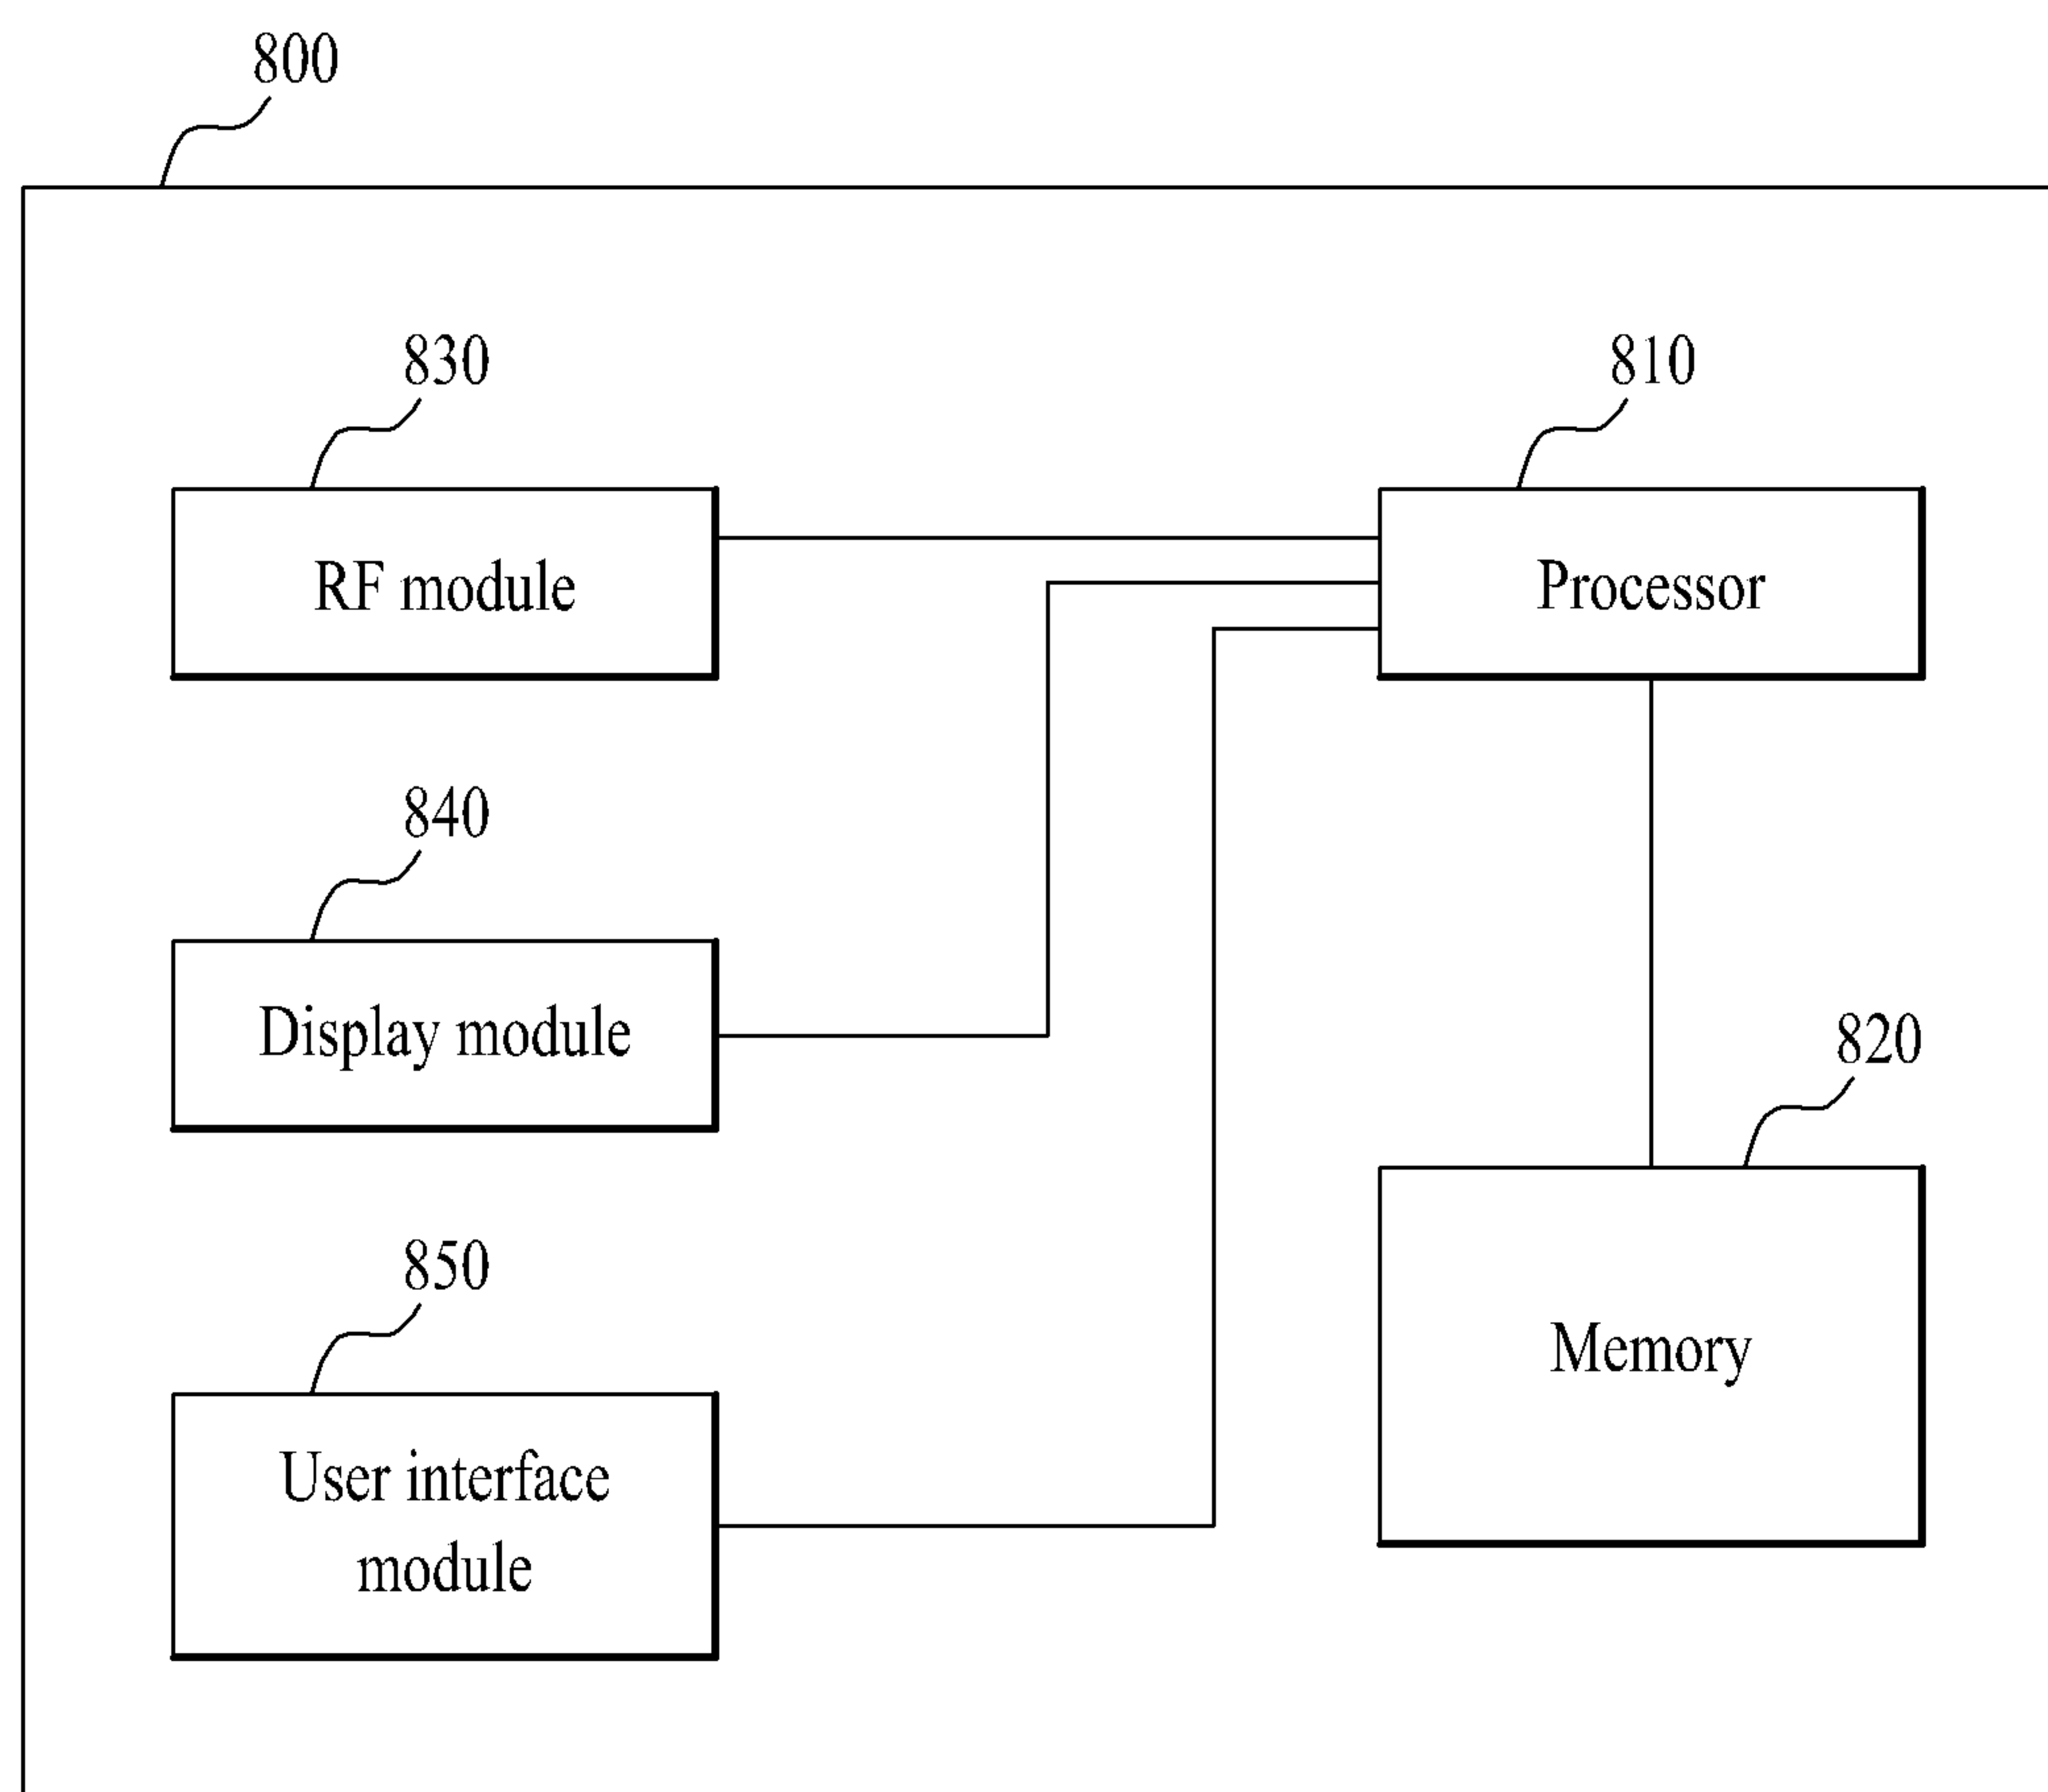 800
830
810
RF module
Processor
840
Display module
820
850
Memory
User interface
module